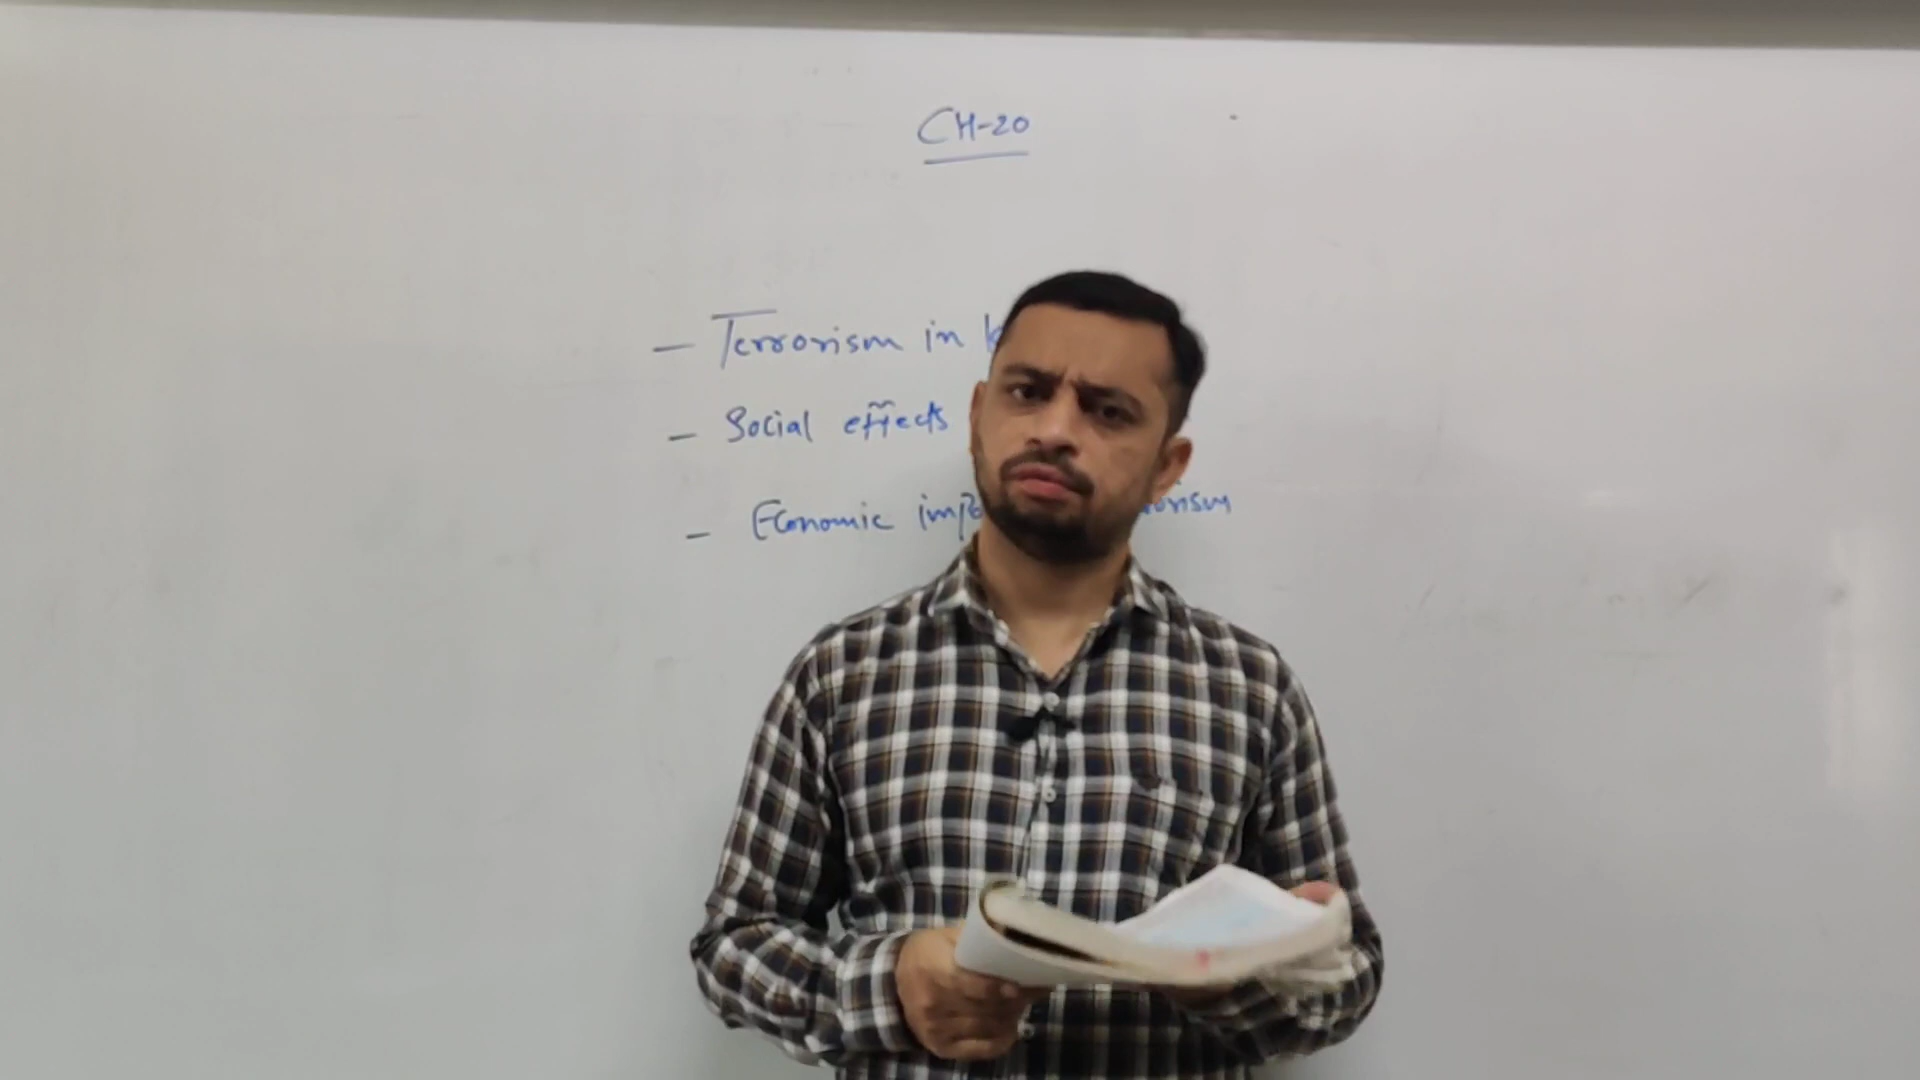 CH-20
- Terrorism in
- Social effects
- Economic